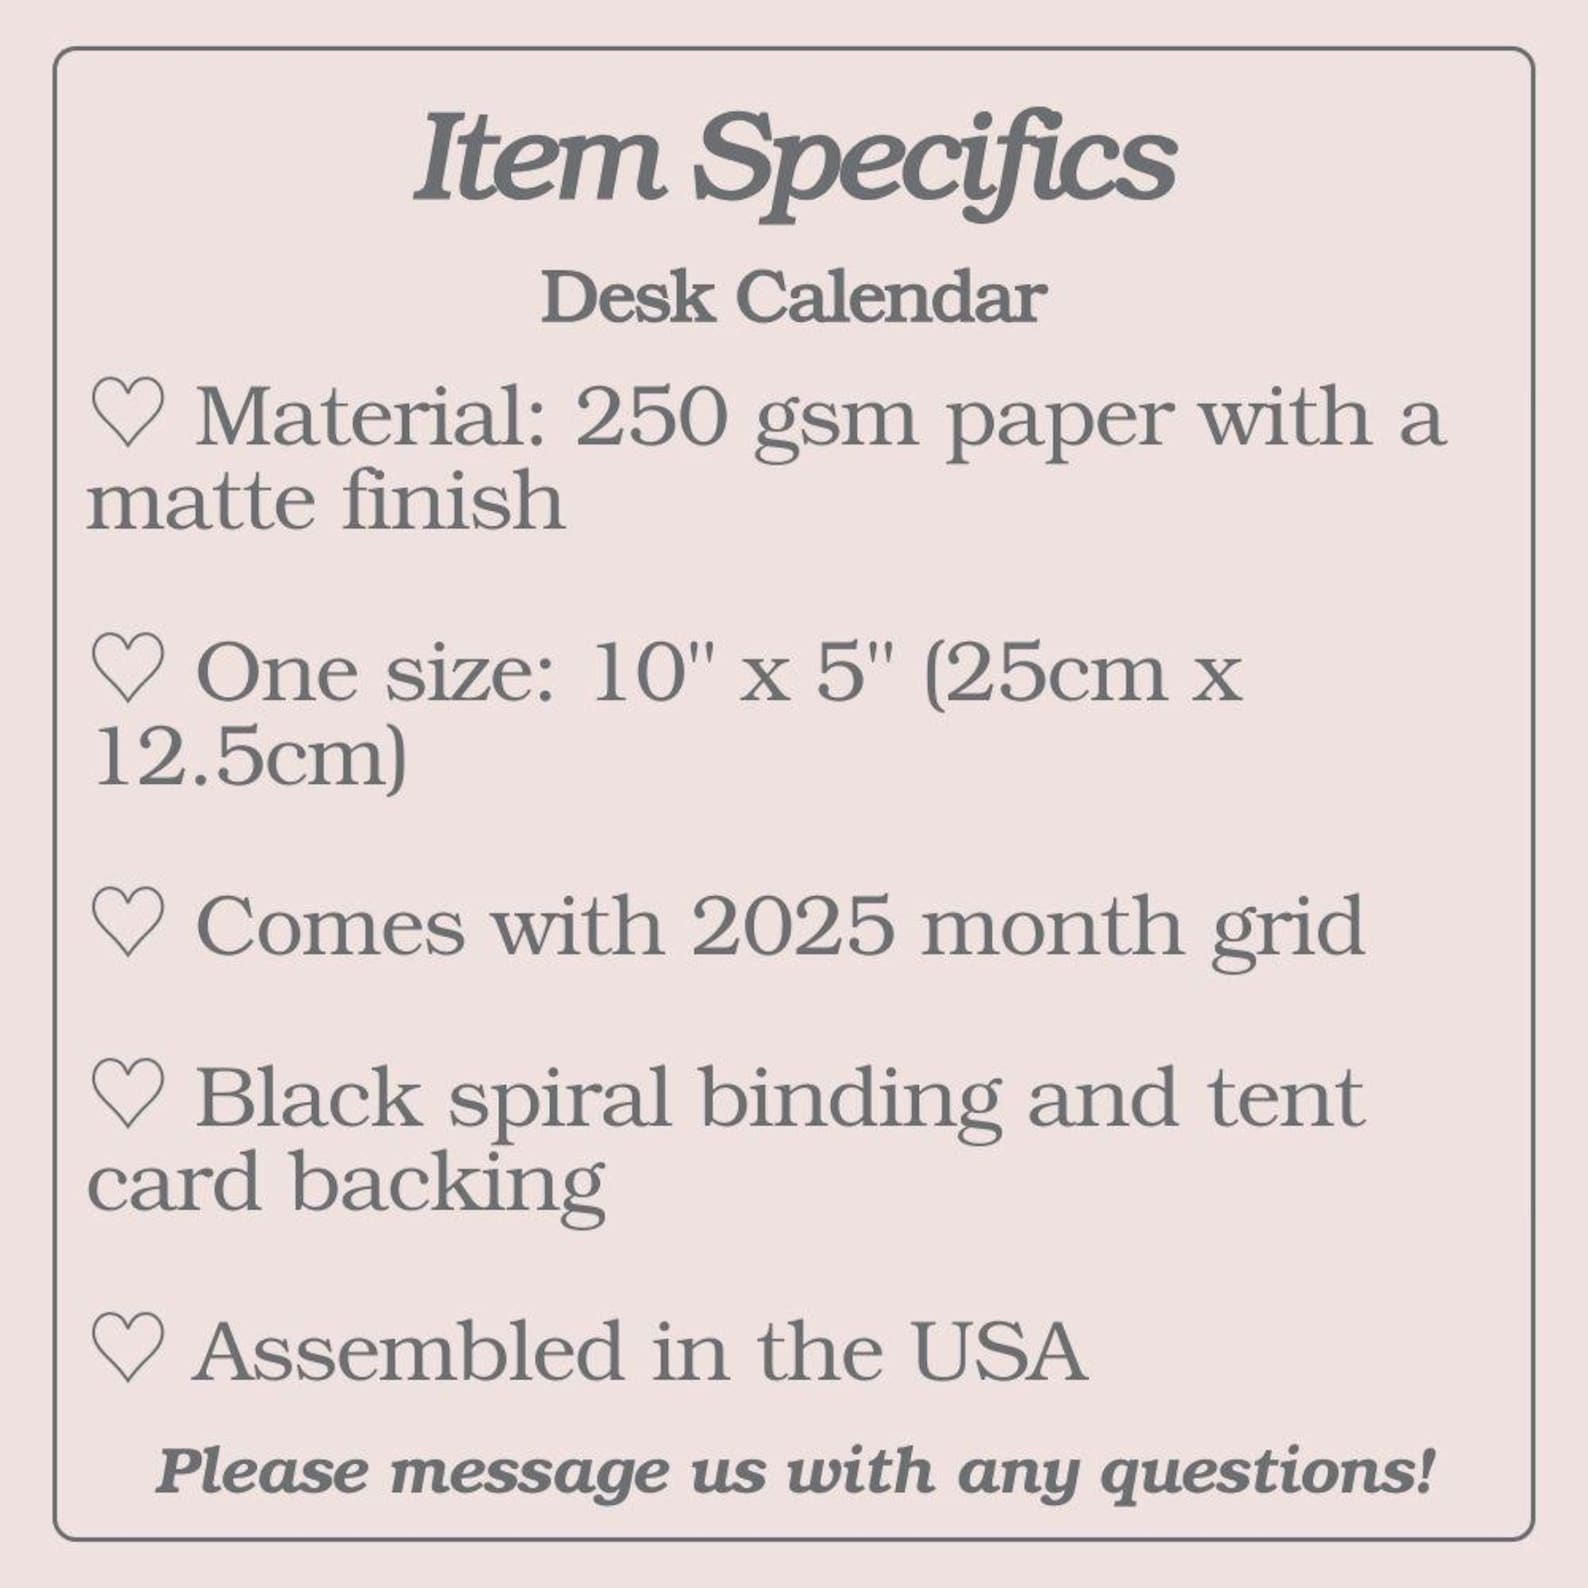 Item Specifics
Desk Calendar
♡ Material: 250 gsm paper with a
matte finish
♡ One size: 10" x 5" (25cm x
12.5cm)
♡ Comes with 2025 month grid
♡ Black spiral binding and tent
card backing
♡ Assembled in the USA
Please message us with any questions!